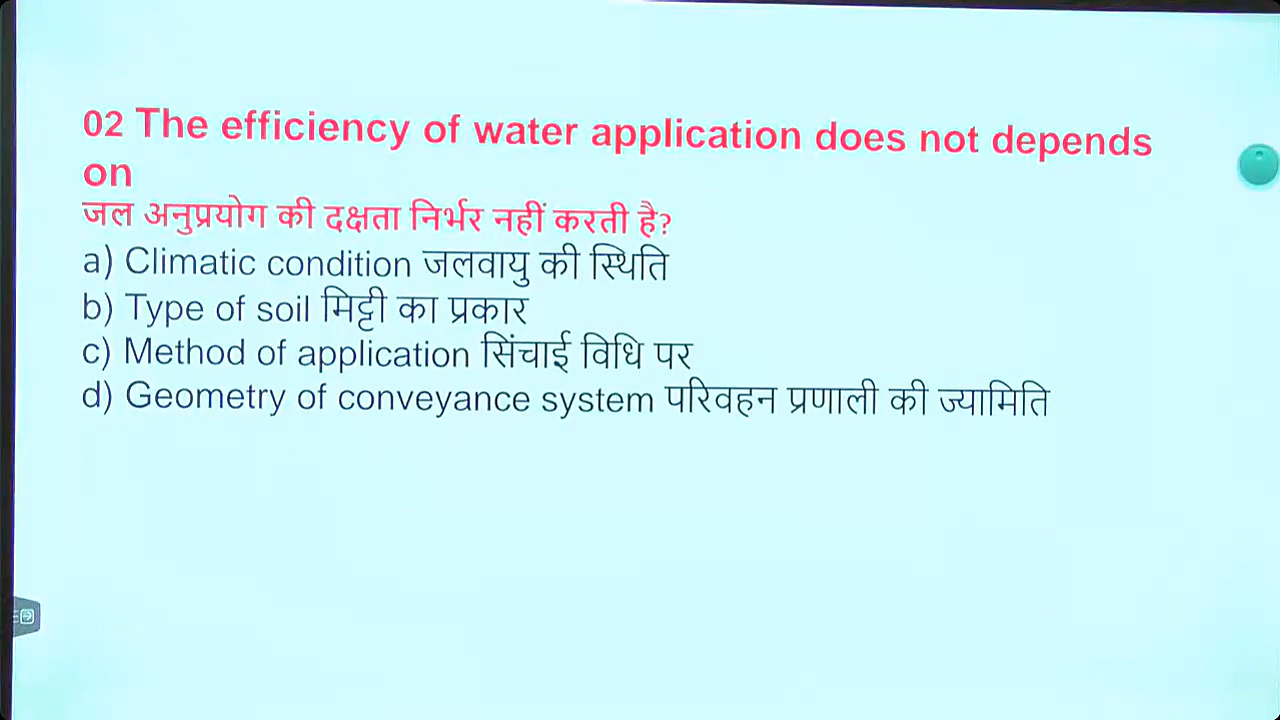 02 The efficiency of water application does not depends
on
जल अनुप्रयोग की दक्षता निर्भर नहीं करती है?
a) Climatic condition जलवायु की स्थिति
b) Type of soil मिट्टी का प्रकार
c) Method of application सिंचाई विधि पर
d) Geometry of conveyance system परिवहन प्रणाली की ज्यामिति